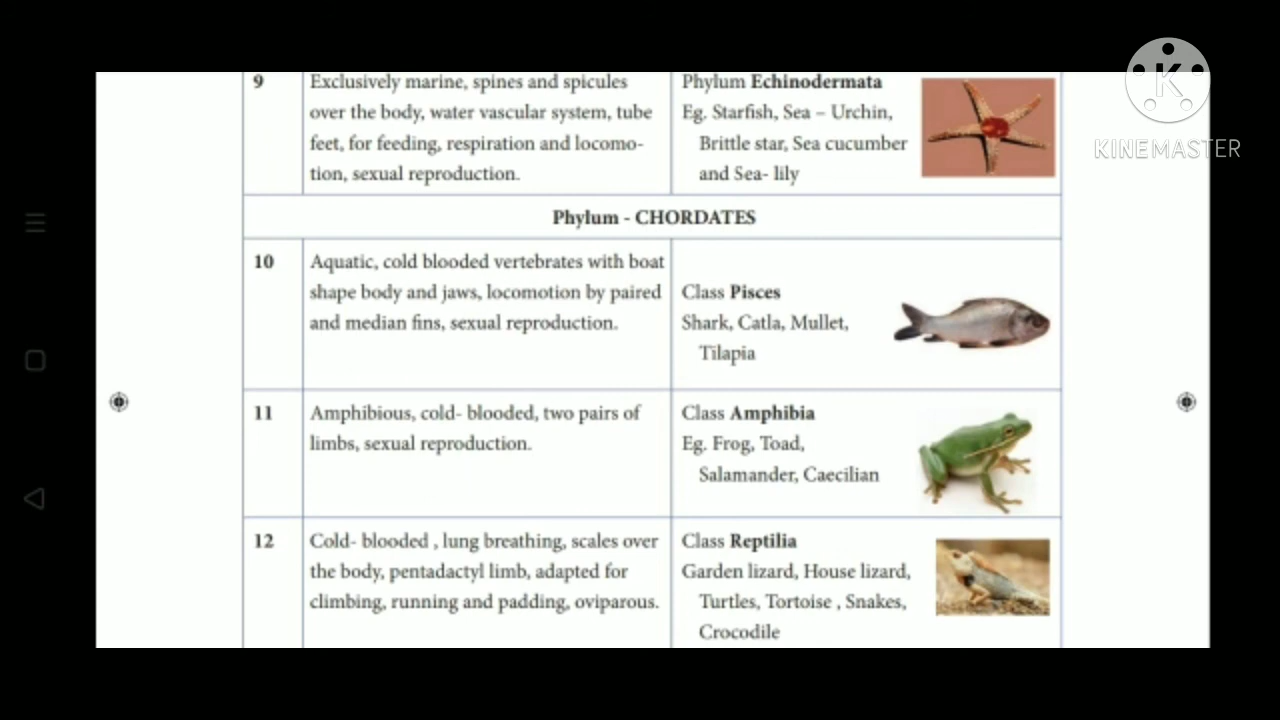 9
Exclusively marine, spines and spicules
over the body, water vascular system, tube
feet, for feeding, respiration and locomo-
tion, sexual reproduction.
Phylum Echinodermata
Eg. Starfish, Sea – Urchin,
Brittle star, Sea cucumber
and Sea- lily
Phylum - CHORDATES
10
Aquatic, cold blooded vertebrates with boat
shape body and jaws, locomotion by paired
and median fins, sexual reproduction.
Class Pisces
Shark, Catla, Mullet,
Tilapia
11
Amphibious, cold- blooded, two pairs of
limbs, sexual reproduction.
Class Amphibia
Eg. Frog, Toad,
Salamander, Caecilian
12
Cold- blooded , lung breathing, scales over
the body, pentadactyl limb, adapted for
climbing, running and padding, oviparous.
Class Reptilia
Garden lizard, House lizard,
Turtles, Tortoise , Snakes,
Crocodile
K
KINEMASTER